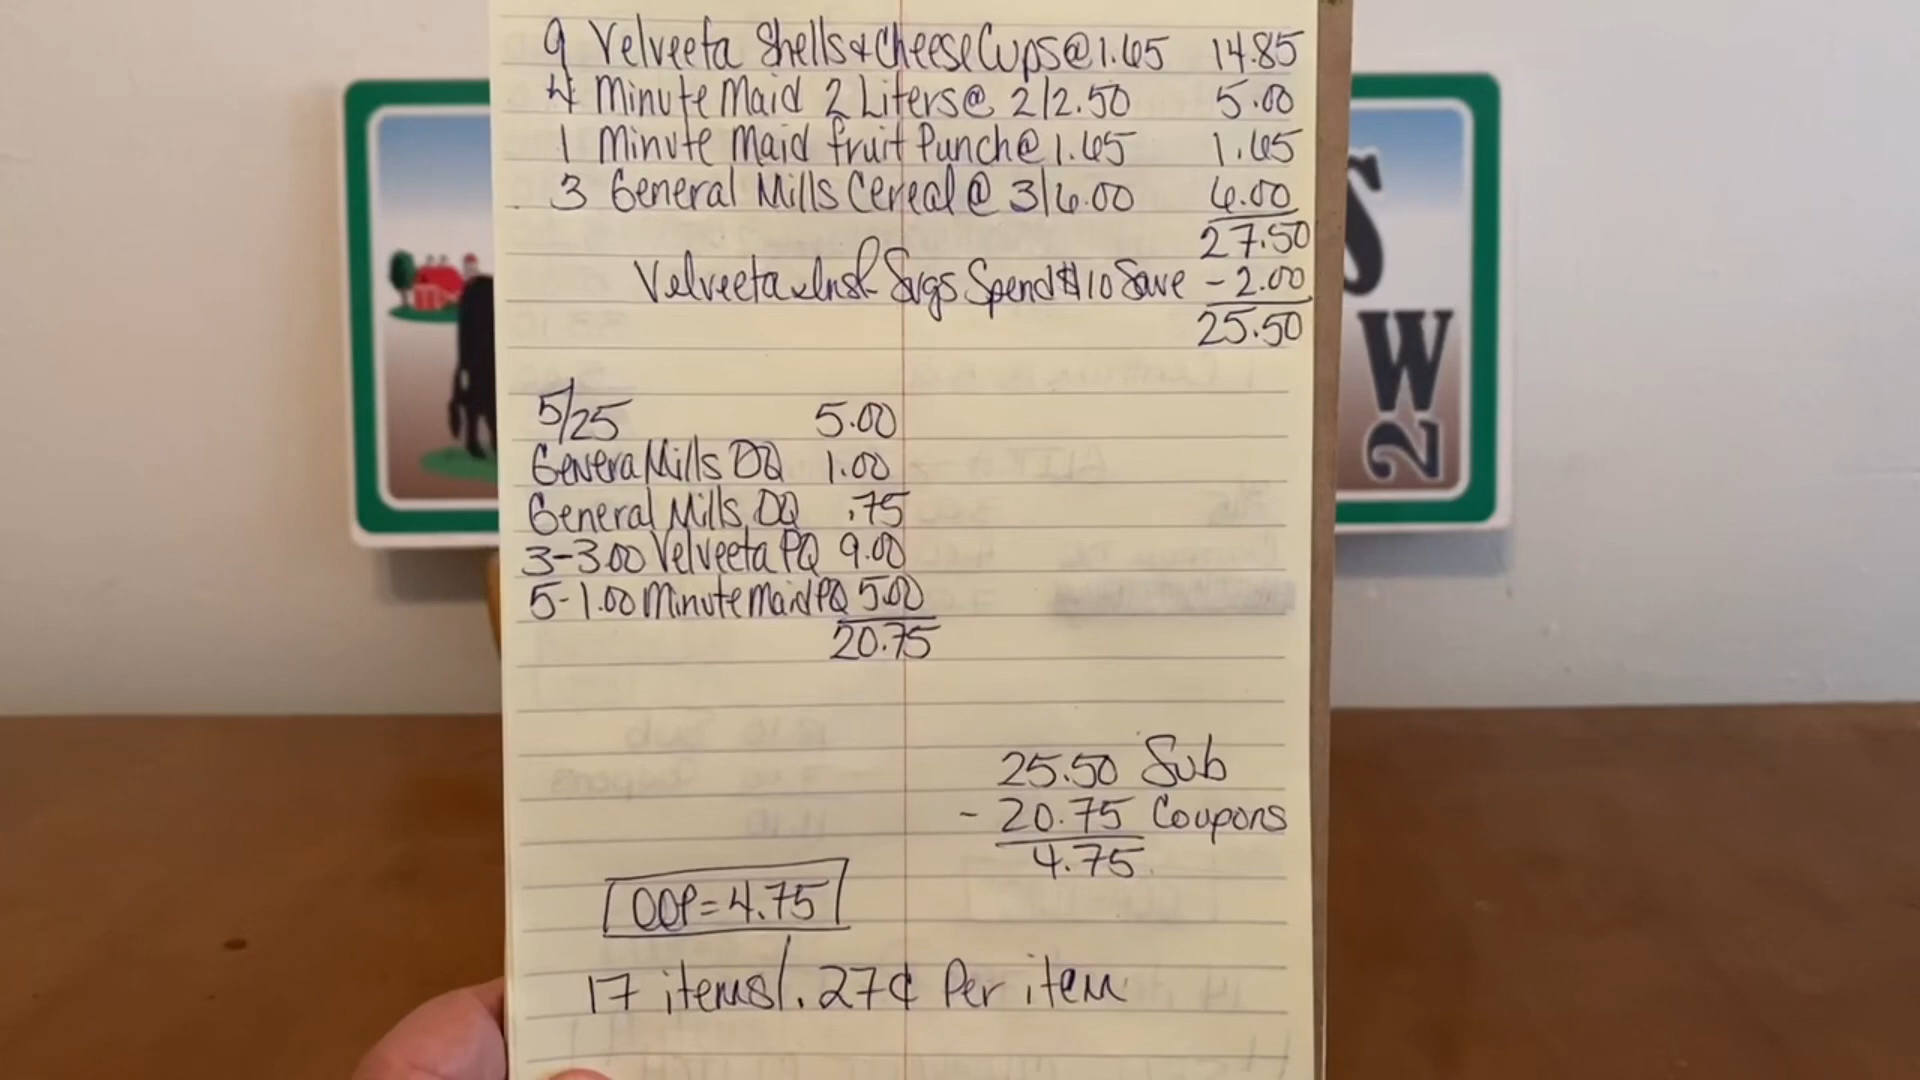 9 Velveeta Shells & Cheese Cups @ 1.65 14.85
4 Minute Maid 2 Liters @ 2/2.50 5.00
1 Minute Maid Fruit Punch @ 1.65 1.65
3 General Mills Cereal @ 3/6.00 6.00
27.50
Velveeta Inst Svgs Spend $10 Save - 2.00
25.50
5/25 5.00
Genera Mills DQ 1.00
General Mills DQ .75
3-3.00 Velveeta PQ 9.00
5-1.00 Minute Maid PQ 5.00
20.75
25.50 Sub
- 20.75 Coupons
4.75
OOP = 4.75
17 items/.27¢ Per item
S
W
2